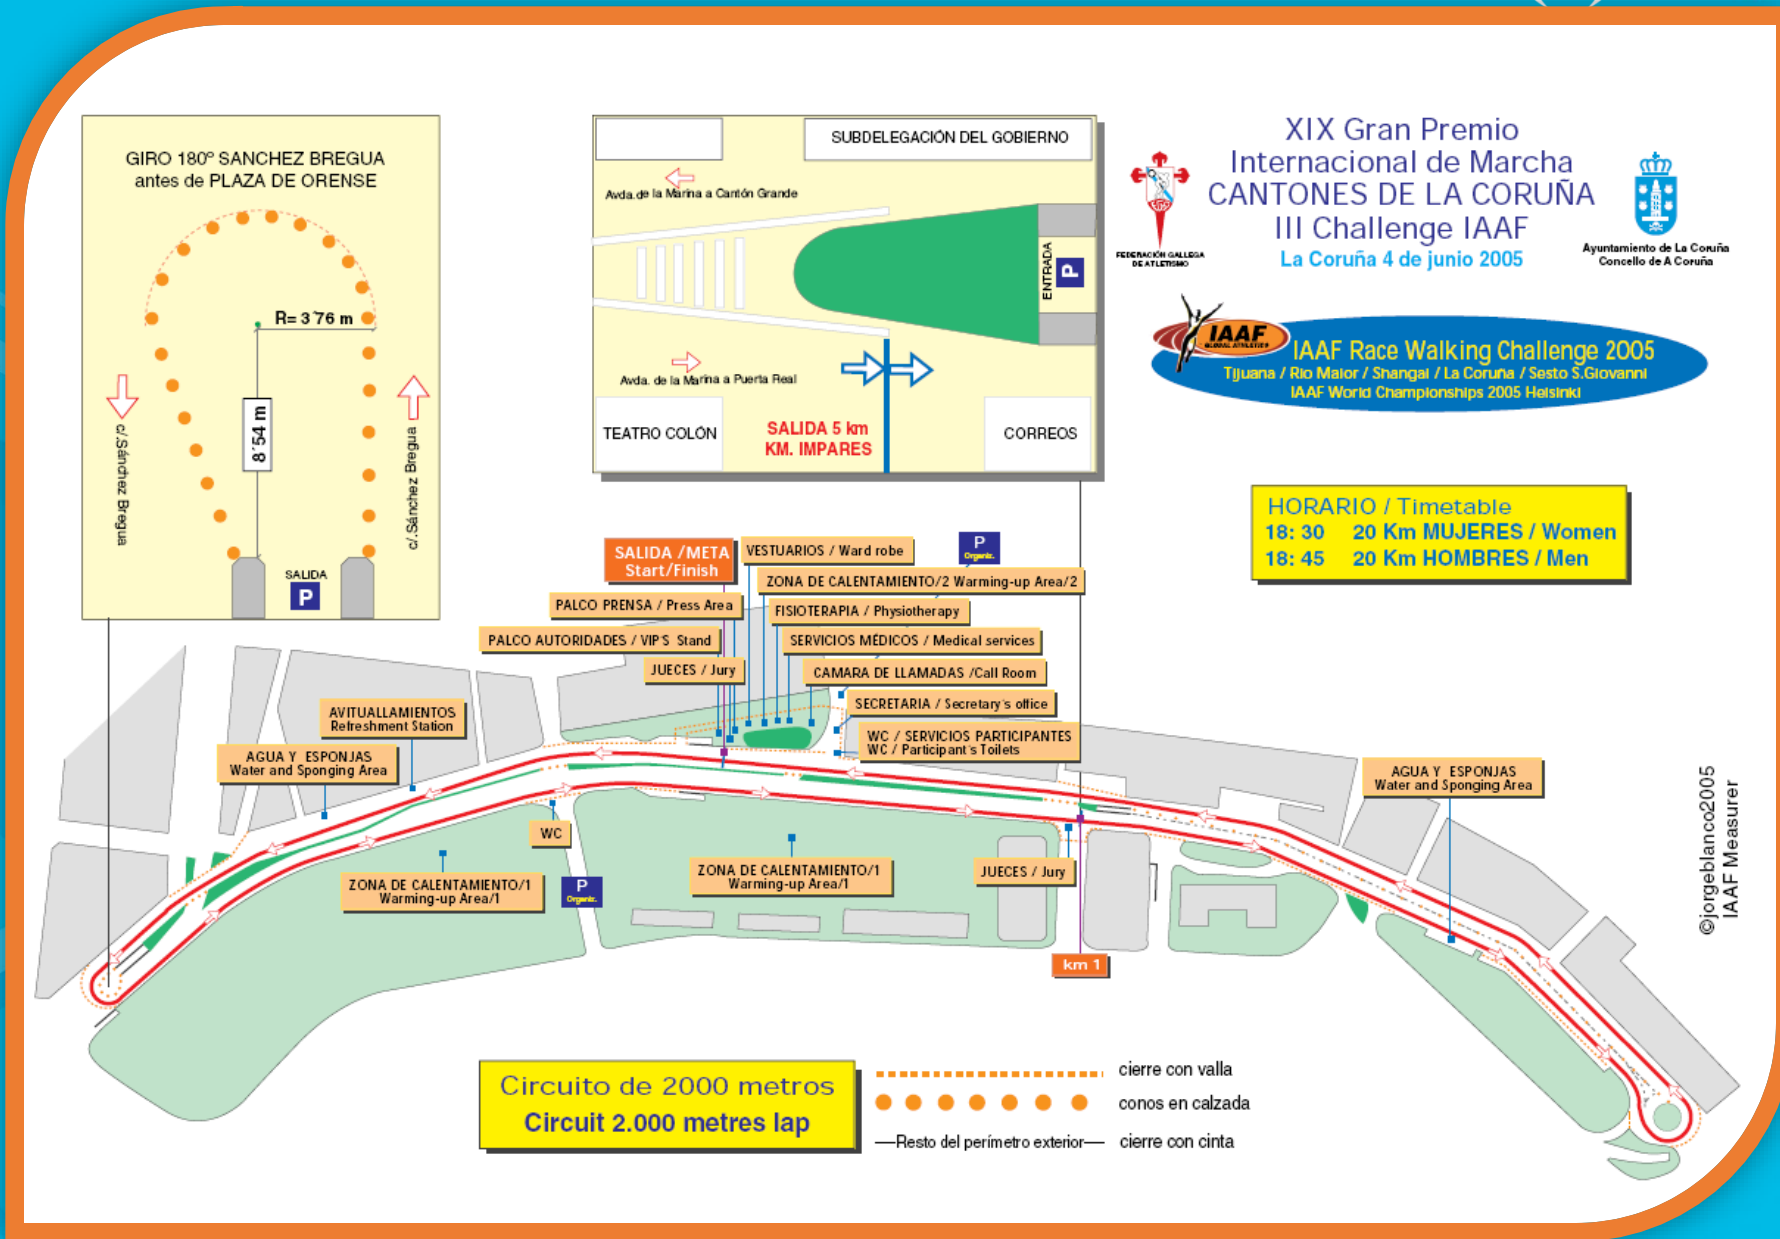 GIRO 180º SANCHEZ BREGUA
antes de PLAZA DE ORENSE
R= 3´76 m
8´54 m
c/.Sánchez Bregua
c/.Sánchez Bregua
SALIDA
P
SUBDELEGACIÓN DEL GOBIERNO
Avda. de la Marina a Cantón Grande
ENTRADA
P
Avda. de la Marina a Puerta Real
TEATRO COLÓN
SALIDA 5 km
KM. IMPARES
CORREOS
XIX Gran Premio
Internacional de Marcha
CANTONES DE LA CORUÑA
III Challenge IAAF
La Coruña 4 de junio 2005
FEDERACIÓN GALLEGA
DE ATLETISMO
Ayuntamiento de La Coruña
Concello de A Coruña
IAAF
GLOBAL ATHLETICS
IAAF Race Walking Challenge 2005
Tijuana / Rio Maior / Shangai / La Coruña / Sesto S.Giovanni
IAAF World Championships 2005 Helsinki
HORARIO / Timetable
18: 30 20 Km MUJERES / Women
18: 45 20 Km HOMBRES / Men
SALIDA /META
Start/Finish
VESTUARIOS / Ward robe
P
Organiz.
ZONA DE CALENTAMIENTO/2 Warming-up Area/2
PALCO PRENSA / Press Area
FISIOTERAPIA / Physiotherapy
PALCO AUTORIDADES / VIP'S Stand
SERVICIOS MÉDICOS / Medical services
JUECES / Jury
CAMARA DE LLAMADAS /Call Room
SECRETARIA / Secretary's office
AVITUALLAMIENTOS
Refreshment Station
WC / SERVICIOS PARTICIPANTES
WC / Participant's Toilets
AGUA Y ESPONJAS
Water and Sponging Area
AGUA Y ESPONJAS
Water and Sponging Area
WC
ZONA DE CALENTAMIENTO/1
Warming-up Area/1
P
Organiz.
ZONA DE CALENTAMIENTO/1
Warming-up Area/1
JUECES / Jury
km 1
©jorgeblanco2005
IAAF Measurer
Circuito de 2000 metros
Circuit 2.000 metres lap
cierre con valla
conos en calzada
Resto del perímetro exterior
cierre con cinta